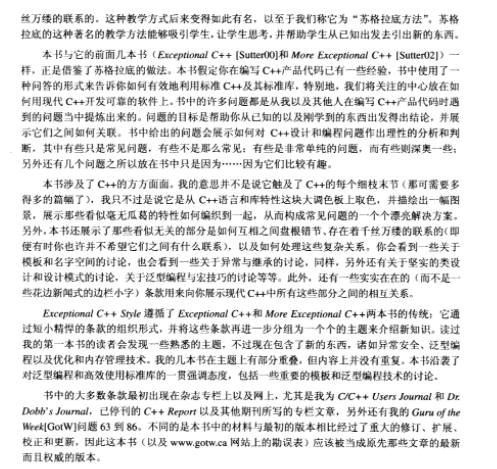 丝万缕的联系的。这种教学方式后来变得如此有名，以至于我们称它为“苏格拉底方法”。苏格
拉底的这种著名的教学方法能够吸引学生，让学生思考，并帮助学生从已知出发去引出新的东西。
本书与它的前面几本书（Exceptional C++ [Sutter00]和 More Exceptional C++ [Sutter02]）一
样，正是借鉴了苏格拉底的做法。本书假定你在编写 C++产品代码已有一些经验，书中使用了一
种问答的形式来告诉你如何有效地利用标准 C++及其标准库，特别地，我们将关注的中心放在如
何用现代 C++开发可靠的软件上。书中的许多问题都是从我以及其他人在编写 C++产品代码时遇
到的问题当中提炼出来的。问题的目标是帮助你从已知的以及刚学到的东西出发得出结论，并展
示它们之间如何关联。书中给出的问题会展示如何对 C++设计和编程问题作出理性的分析和判
断，其中有些只是常见问题，有些不是那么常见；有些是非常单纯的问题，而有些则深奥一些；
另外还有几个问题之所以放在书中只是因为……因为它们比较有趣。
本书涉及了 C++的方方面面。我的意思并不是说它触及了 C++的每个细枝末节（那可需要多
得多的篇幅了），我只不过是说它是从 C++语言和库特性这块大调色板上取色，并描绘出一幅图
景，展示那些看似毫无瓜葛的特性如何编织到一起，从而构成常见问题的一个个漂亮解决方案。
另外，本书还展示了那些看似无关的部分是如何互相之间盘根错节、存在着千丝万缕的联系的（即
便有时你也许并不希望它们之间有什么联系），以及如何处理这些复杂关系。你会看到一些关于
模板和名字空间的讨论，也会看到一些关于异常与继承的讨论，同样，另外还有关于坚实的类设
计和设计模式的讨论，关于泛型编程与宏技巧的讨论等等。此外，还有一些实实在在的（而不是一
些花边新闻式的边栏小字）条款用来向你展示现代 C++中所有这些部分之间的相互关系。
Exceptional C++ Style 遵循了 Exceptional C++和 More Exceptional C++两本书的传统：它通
过短小精悍的条款的组织形式，并将这些条款再进一步分组为一个个的主题来介绍新知识。读过
我的第一本书的读者会发现一些熟悉的主题，不过现在包含了新的东西，诸如异常安全、泛型编
程以及优化和内存管理技术。我的几本书在主题上有部分重叠，但内容上并没有重复。本书沿袭了
对泛型编程和高效使用标准库的一贯强调态度，包括一些重要的模板和泛型编程技术的讨论。
书中的大多数条款最初出现在杂志专栏上以及网上，尤其是我为 C/C++ Users Journal 和 Dr.
Dobb's Journal，已停刊的 C++ Report 以及其他期刊所写的专栏文章，另外还有我的 Guru of the
Week[GotW]问题 63 到 86。不同的是本书中的材料与最初的版本相比经过了重大的修订、扩展、
校正和更新，因此这本书（以及 www.gotw.ca 网站上的勘误表）应该被当成原先那些文章的最新
而且权威的版本。